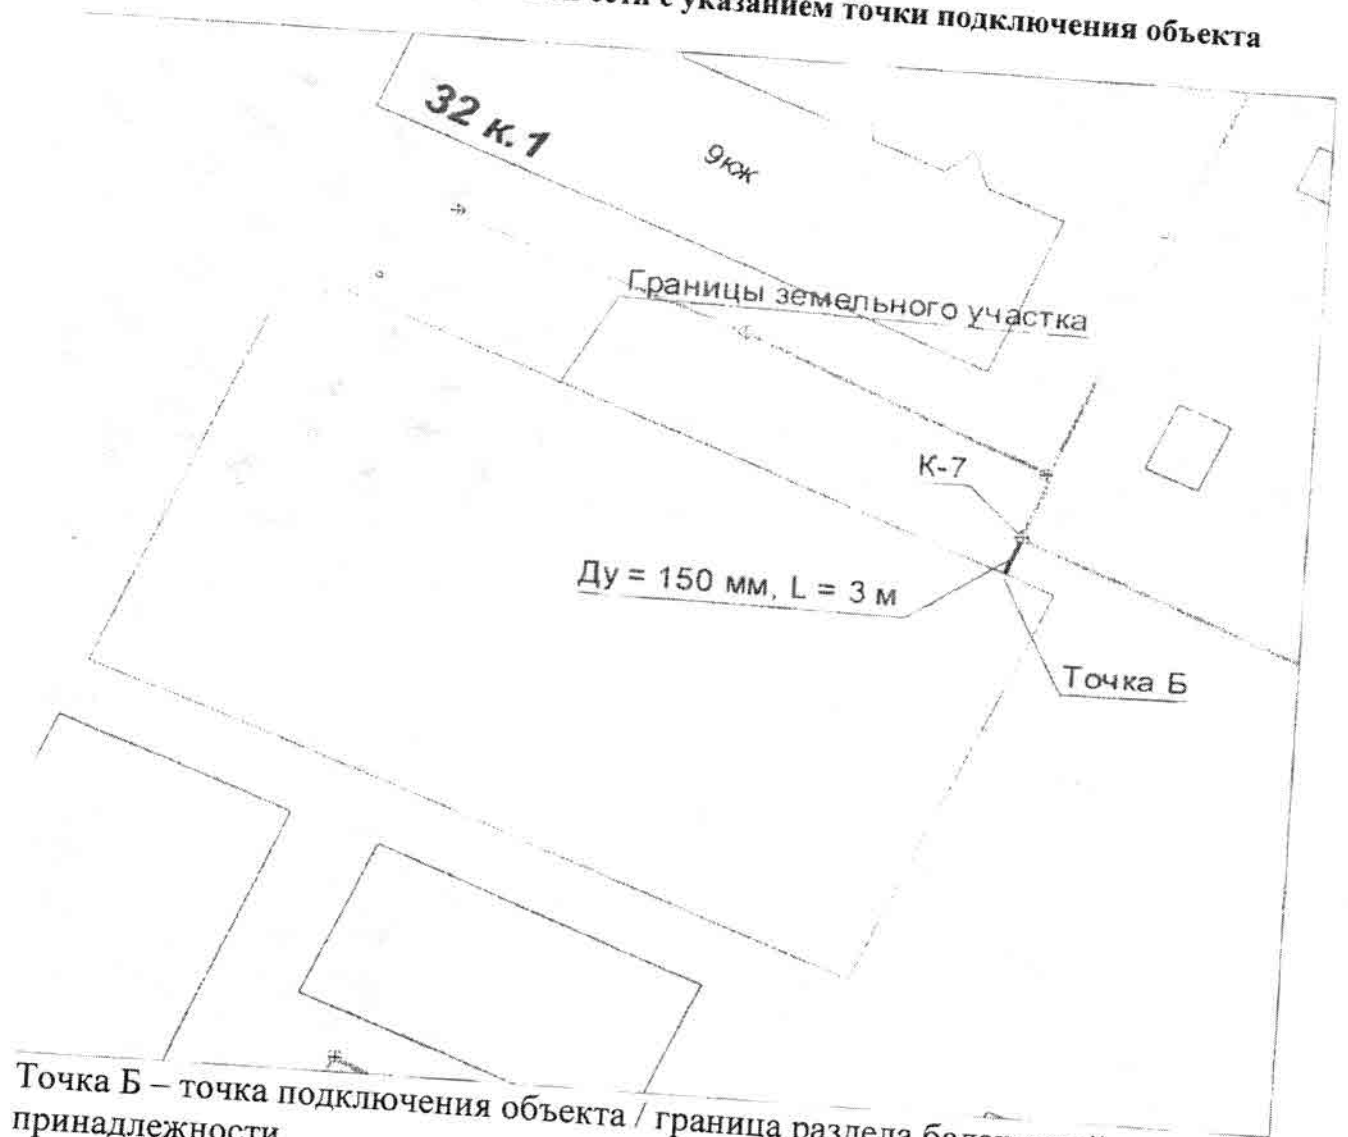 с указанием точки подключения объекта
32 к.1
9кж
Границы земельного участка
К-7
Ду = 150 мм, L = 3 м
Точка Б
Точка Б – точка подключения объекта / граница раздела
принадлежности